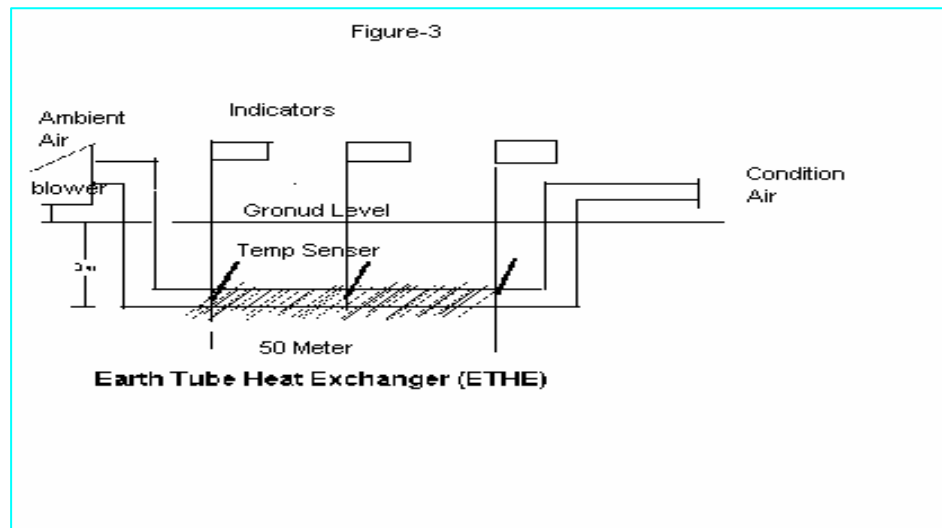 Figure-3
Indicators
Ambient
Air
blower
Condition
Air
Gronud Level
Temp Senser
50 Meter
Earth Tube Heat Exchanger (ETHE)